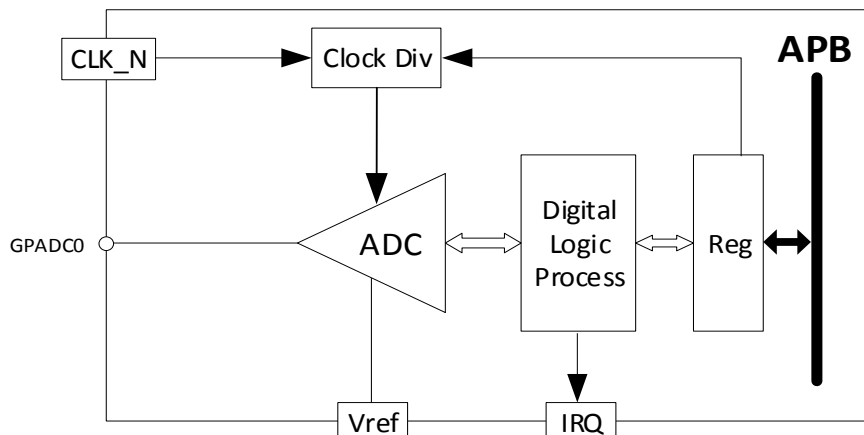 CLK_N
Clock Div
APB
GPADC0
ADC
Digital
Logic
Process
Reg
Vref
IRQ